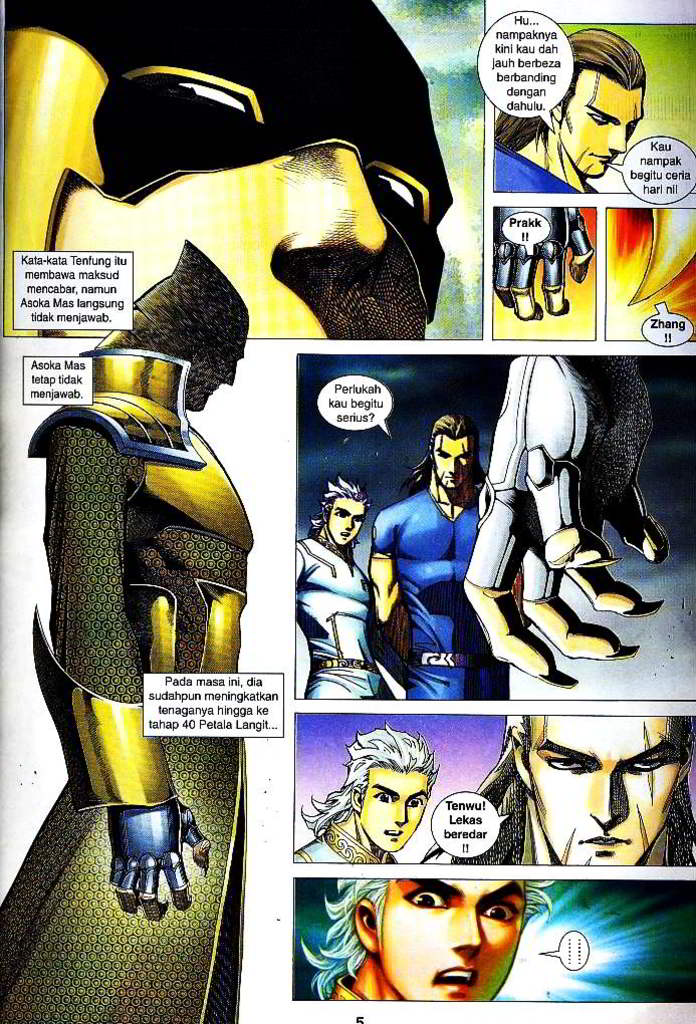 Hu...
nampaknya
kini kau dah
jauh berbeza
berbanding
dengan
dahulu.
Kau
nampak
begitu ceria
hari ni!
Kata-kata Tenfung itu
membawa maksud
mencabar, namun
Asoka Mas langsung
tidak menjawab.
Prakk
!!
Zhang
!!
Asoka Mas
tetap tidak
menjawab.
Perlukah
kau begitu
serius?
Pada masa ini, dia
sudahpun meningkatkan
tenaganya hingga ke
tahap 40 Petala Langit...
Tenwu!
Lekas
beredar
!!
...
...
5